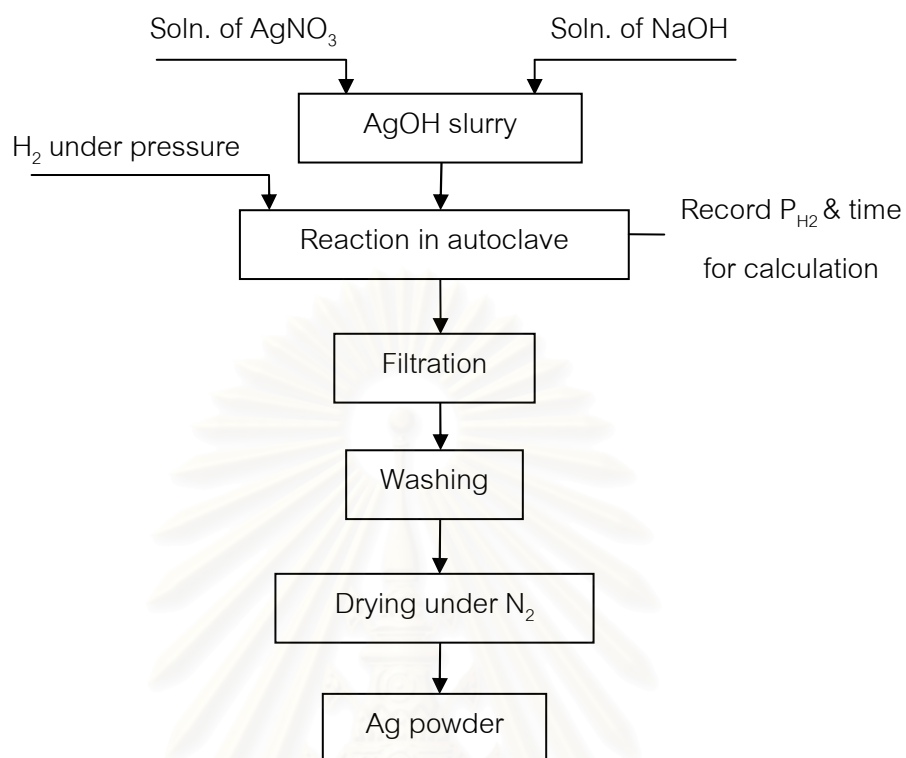 Soln. of AgNO3
Soln. of NaOH
AgOH slurry
H2 under pressure
Reaction in autoclave
Record PH2 & time
for calculation
Filtration
Washing
Drying under N2
Ag powder